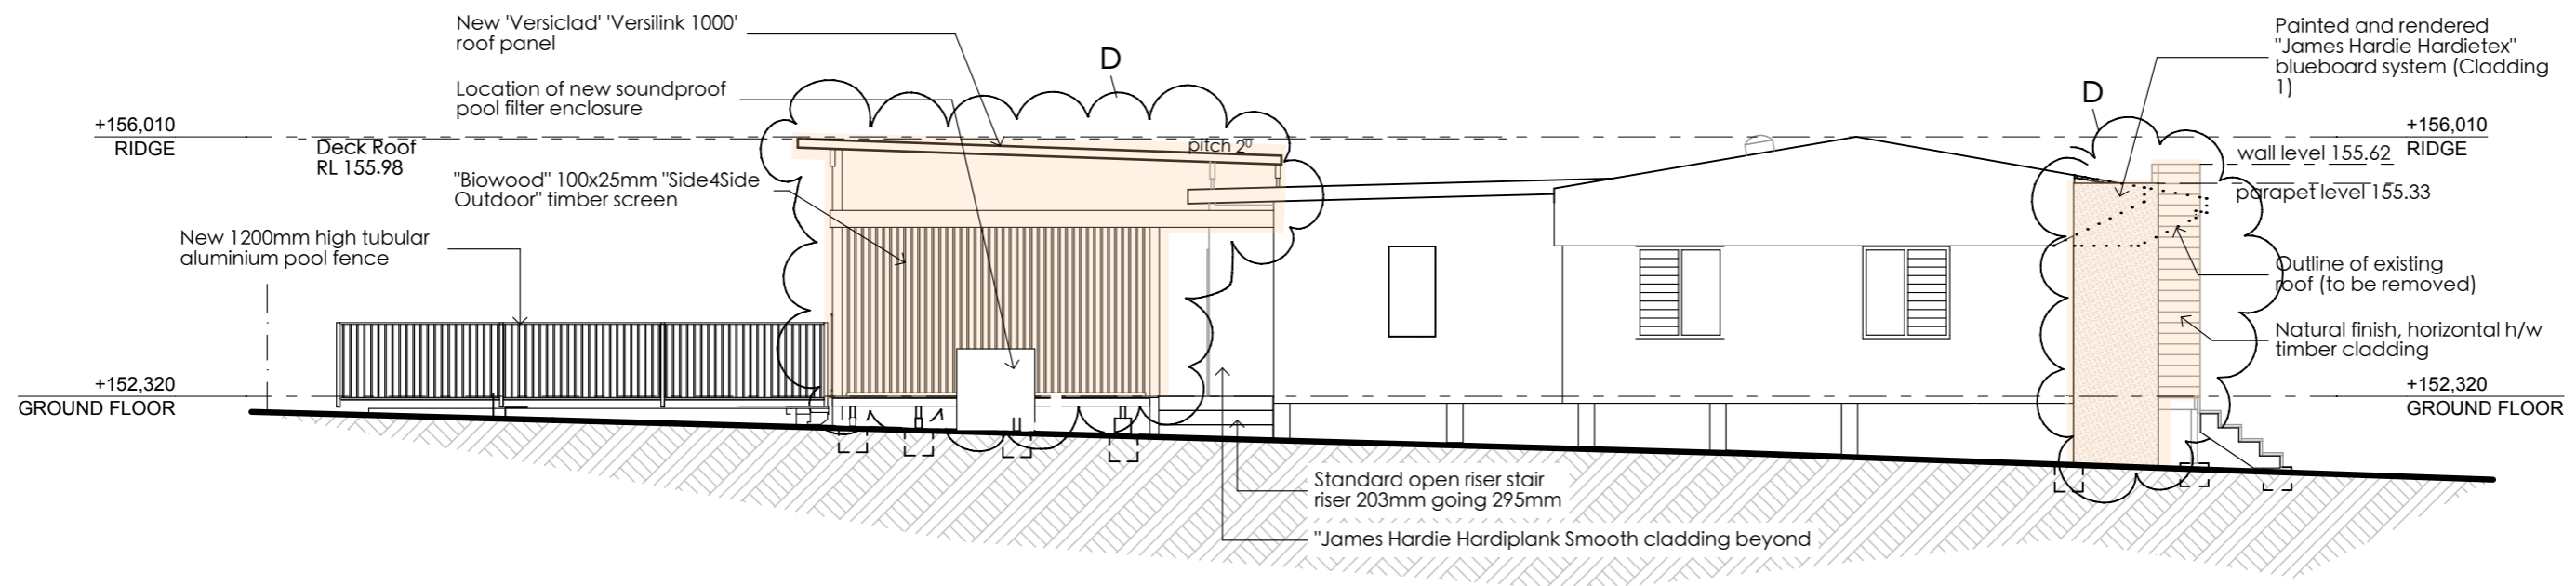 New 'Versiclad' 'Versilink 1000'
roof panel
Location of new soundproof
pool filter enclosure
D
Painted and rendered
"James Hardie Hardietex"
blueboard system (Cladding
1)
D
+156,010
RIDGE
Deck Roof
RL 155.98
pitch 2⁰
+156,010
RIDGE
wall level 155.62
parapet level 155.33
"Biowood" 100x25mm "Side4Side
Outdoor" timber screen
New 1200mm high tubular
aluminium pool fence
Outline of existing
roof (to be removed)
Natural finish, horizontal h/w
timber cladding
+152,320
GROUND FLOOR
+152,320
GROUND FLOOR
Standard open riser stair
riser 203mm going 295mm
"James Hardie Hardiplank Smooth cladding beyond